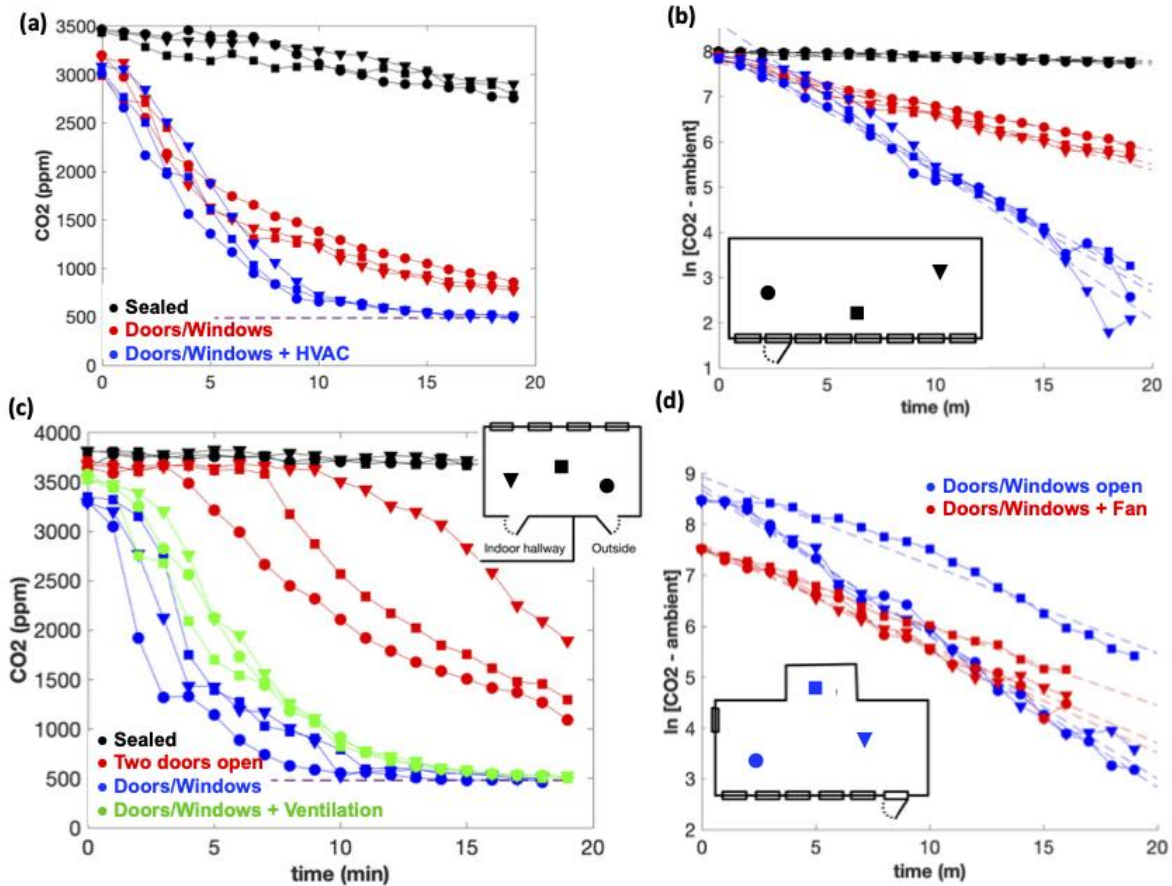 (a)
3500
3000
2500
2000
1500
1000
500
0
CO2 (ppm)
Sealed
Doors/Windows
Doors/Windows + HVAC
0
5
10
15
20
(b)
8
7
6
5
4
3
2
1
ln [CO2 - ambient]
0
5
10
15
20
time (m)
(c)
4000
3500
3000
2500
2000
1500
1000
500
0
CO2 (ppm)
Indoor hallway
Outside
Sealed
Two doors open
Doors/Windows
Doors/Windows + Ventilation
0
5
10
15
20
time (min)
(d)
9
8
7
6
5
4
3
2
ln [CO2 - ambient]
Doors/Windows open
Doors/Windows + Fan
0
5
10
15
20
time (m)